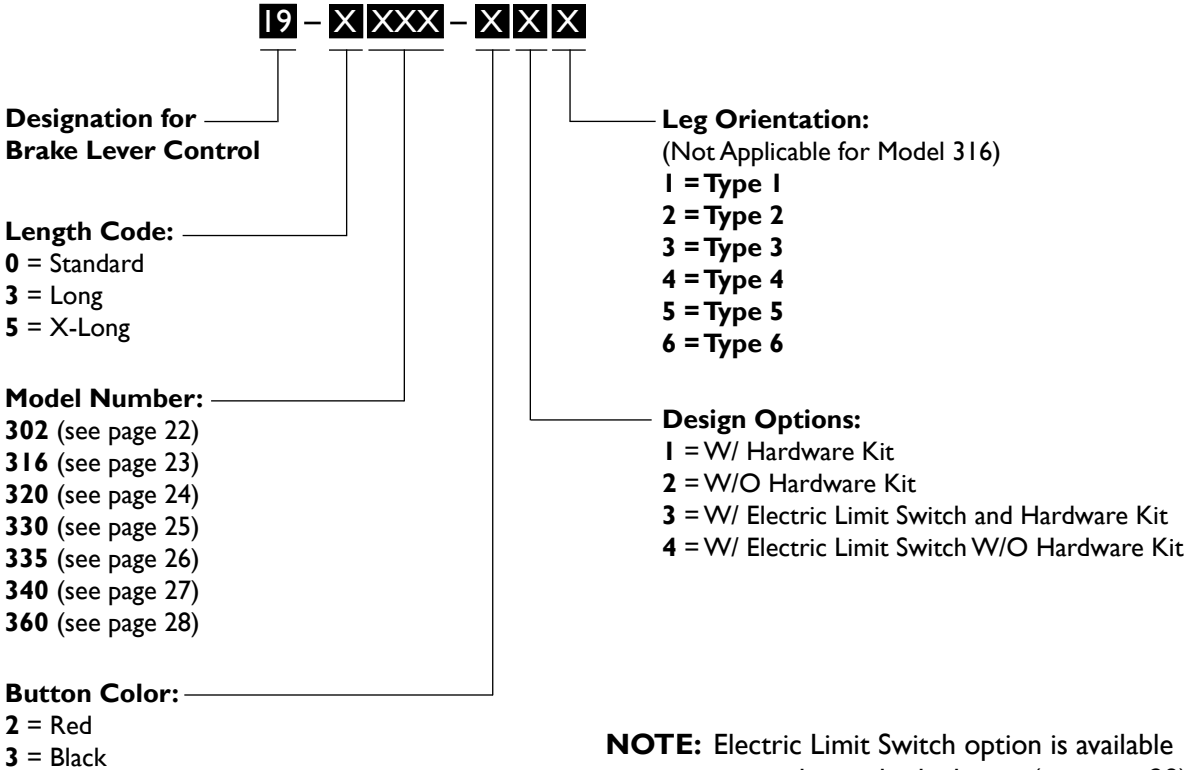 19 – X XXX – X X X
Designation for
Brake Lever Control
Length Code:
0 = Standard
3 = Long
5 = X-Long
Model Number:
302 (see page 22)
316 (see page 23)
320 (see page 24)
330 (see page 25)
335 (see page 26)
340 (see page 27)
360 (see page 28)
Button Color:
2 = Red
3 = Black
Leg Orientation:
(Not Applicable for Model 316)
1 = Type 1
2 = Type 2
3 = Type 3
4 = Type 4
5 = Type 5
6 = Type 6
Design Options:
1 = W/ Hardware Kit
2 = W/O Hardware Kit
3 = W/ Electric Limit Switch and Hardware Kit
4 = W/ Electric Limit Switch W/O Hardware Kit
NOTE: Electric Limit Switch option is available